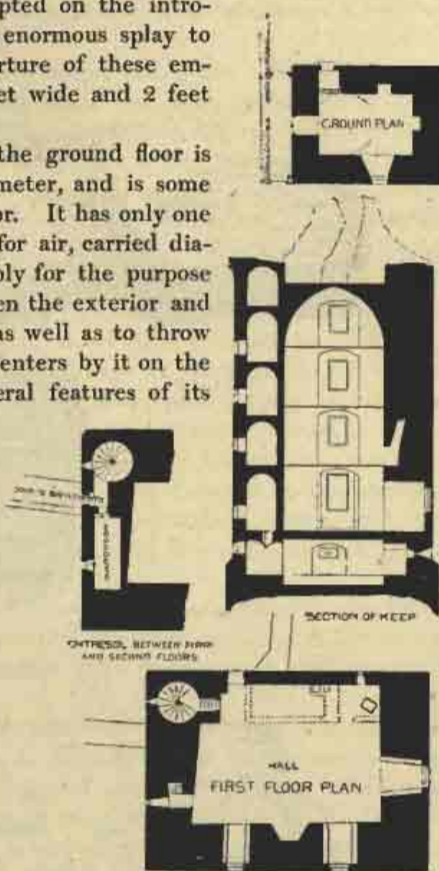 pted on the intro-
enormous splay to
rture of these em-
et wide and 2 feet
the ground floor is
meter, and is some
or. It has only one
for air, carried dia-
bly for the purpose
en the exterior and
as well as to throw
enters by it on the
eral features of its
GROUND PLAN
SECTION OF KEEP
ENTRESOL BETWEEN FIRST
AND SECOND FLOORS
HALL
FIRST FLOOR PLAN